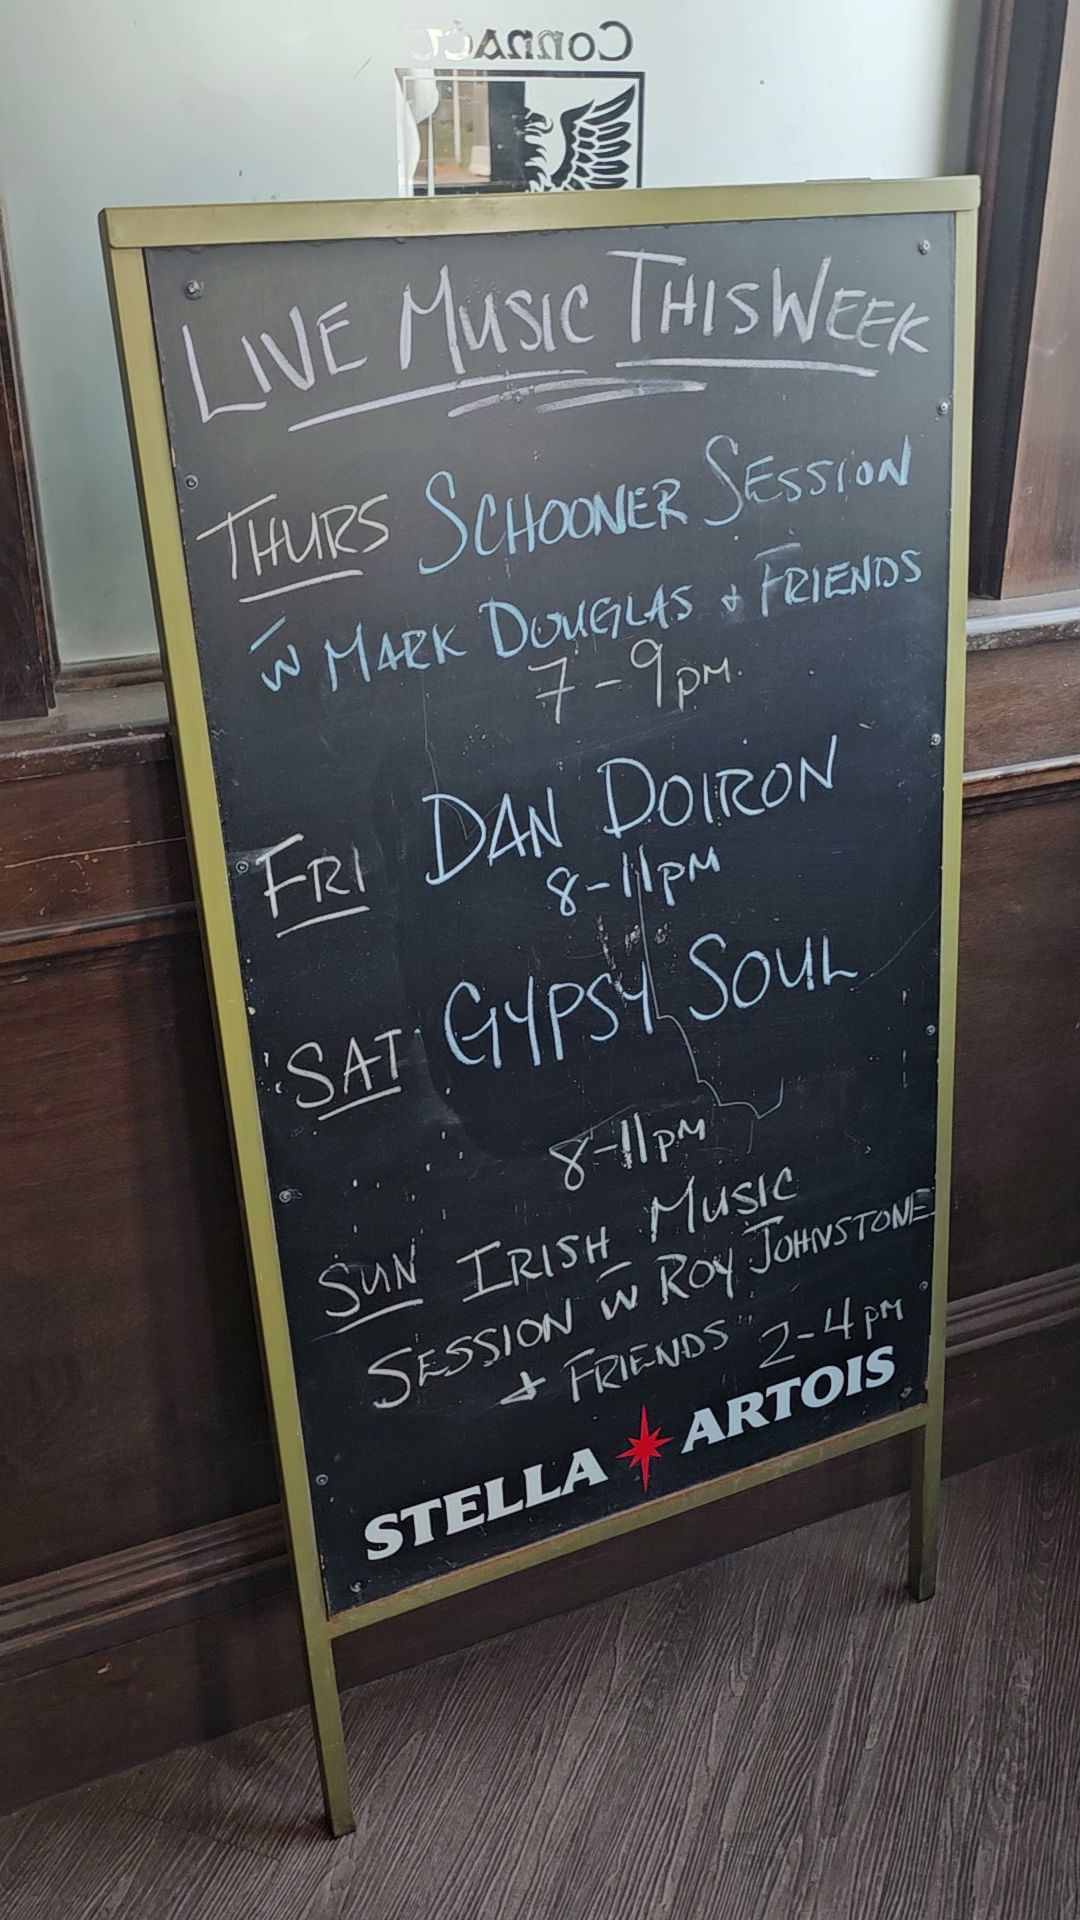 Connact
LIVE MUSIC THIS WEEK
THURS SCHOONER SESSION
w MARK DOUGLAS + FRIENDS
7-9pm.
FRI DAN DOIRON
8-11pm
SAT GYPSY SOUL
8-11pm
SUN IRISH MUSIC
SESSION w ROY JOHNSTONE
+ FRIENDS" 2-4pm
STELLA ARTOIS